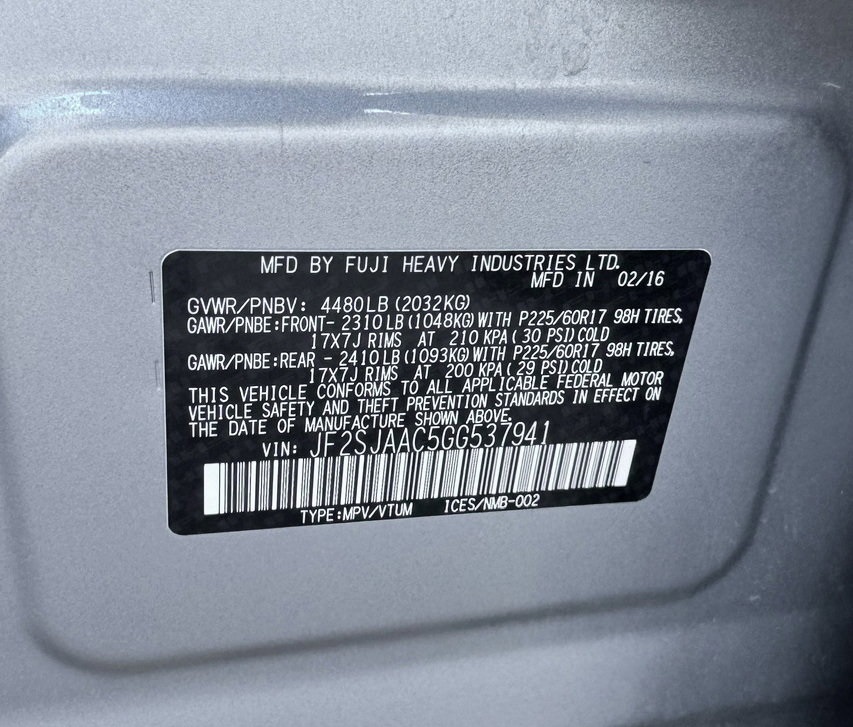 MFD BY FUJI HEAVY INDUSTRIES LTD.
MFD IN 02/16
GVWR/PNBV: 4480LB (2032KG)
GAWR/PNBE:FRONT- 2310LB (1048KG) WITH P225/60R17 98H TIRES,
17X7J RIMS AT 210 KPA ( 30 PSI) COLD
GAWR/PNBE:REAR - 2410LB (1093KG) WITH P225/60R17 98H TIRES,
17X7J RIMS AT 200 KPA ( 29 PSI) COLD
THIS VEHICLE CONFORMS TO ALL APPLICABLE FEDERAL MOTOR
VEHICLE SAFETY AND THEFT PREVENTION STANDARDS IN EFFECT ON
THE DATE OF MANUFACTURE SHOWN ABOVE.
VIN: JF2SJAAC5GG537941
TYPE:MPV/VTUM ICES/NMB-002